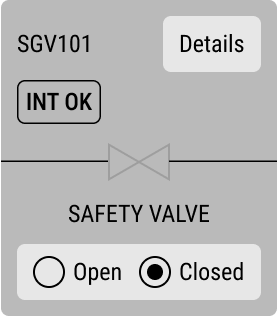 SGV101 Details
INT OK
SAFETY VALVE
Open Closed